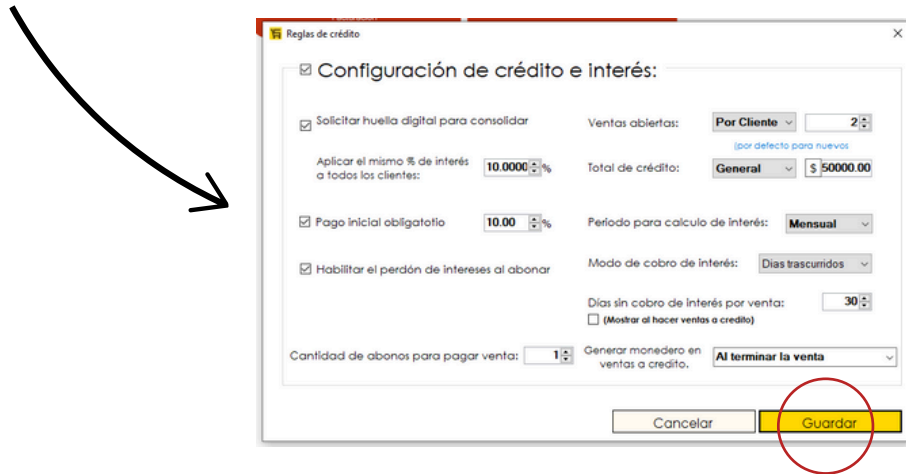 Facturación
Reglas de crédito
Configuración de crédito e interés:
Solicitar huella digital para consolidar
Ventas abiertas:
Por Cliente
2
(por defecto para nuevos
Aplicar el mismo % de interés
a todos los clientes:
10.0000 %
Total de crédito:
General
$ 50000.00
Pago inicial obligatotio
10.00 %
Periodo para calculo de interés:
Mensual
Habilitar el perdón de intereses al abonar
Modo de cobro de interés:
Dias trascurridos
Días sin cobro de interés por venta:
30
(Mostrar al hacer ventas a credito)
Cantidad de abonos para pagar venta:
1
Generar monedero en
ventas a credito.
Al terminar la venta
Cancelar
Guardar